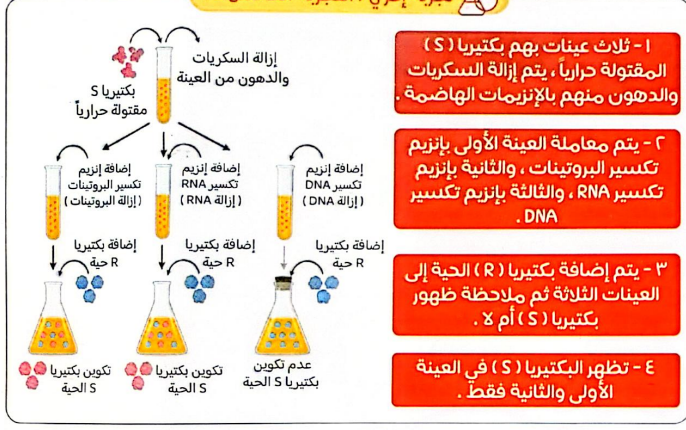 إزالة السكريات
والدهون من العينة
بكتيريا S
مقتولة حرارياً
١ - ثلاث عينات بهم بكتيريا (S)
المقتولة حرارياً ، يتم إزالة السكريات
والدهون منهم بالإنزيمات الهاضمة .
٢ - يتم معاملة العينة الأولى بإنزيم
تكسير البروتينات ، والثانية بإنزيم
تكسير RNA ، والثالثة بإنزيم تكسير
DNA .
٣ - يتم إضافة بكتيريا (R) الحية إلى
العينات الثلاثة ثم ملاحظة ظهور
بكتيريا (S) أم لا .
٤ - تظهر البكتيريا (S) في العينة
الأولى والثانية فقط .
إضافة إنزيم
تكسير DNA
(إزالة DNA)
إضافة إنزيم
تكسير RNA
(إزالة RNA)
إضافة إنزيم
تكسير البروتينات
(إزالة البروتينات)
إضافة بكتيريا
R حية
إضافة بكتيريا
R حية
إضافة بكتيريا
R حية
عدم تكوين
بكتيريا S الحية
تكوين بكتيريا
S الحية
تكوين بكتيريا
S الحية